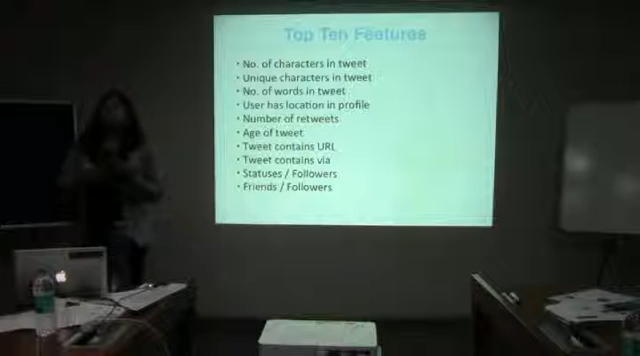 Top Ten Features
• No. of characters in tweet
• Unique characters in tweet
• No. of words in tweet
• User has location in profile
• Number of retweets
• Age of tweet
• Tweet contains URL
• Tweet contains via
• Statuses / Followers
• Friends / Followers